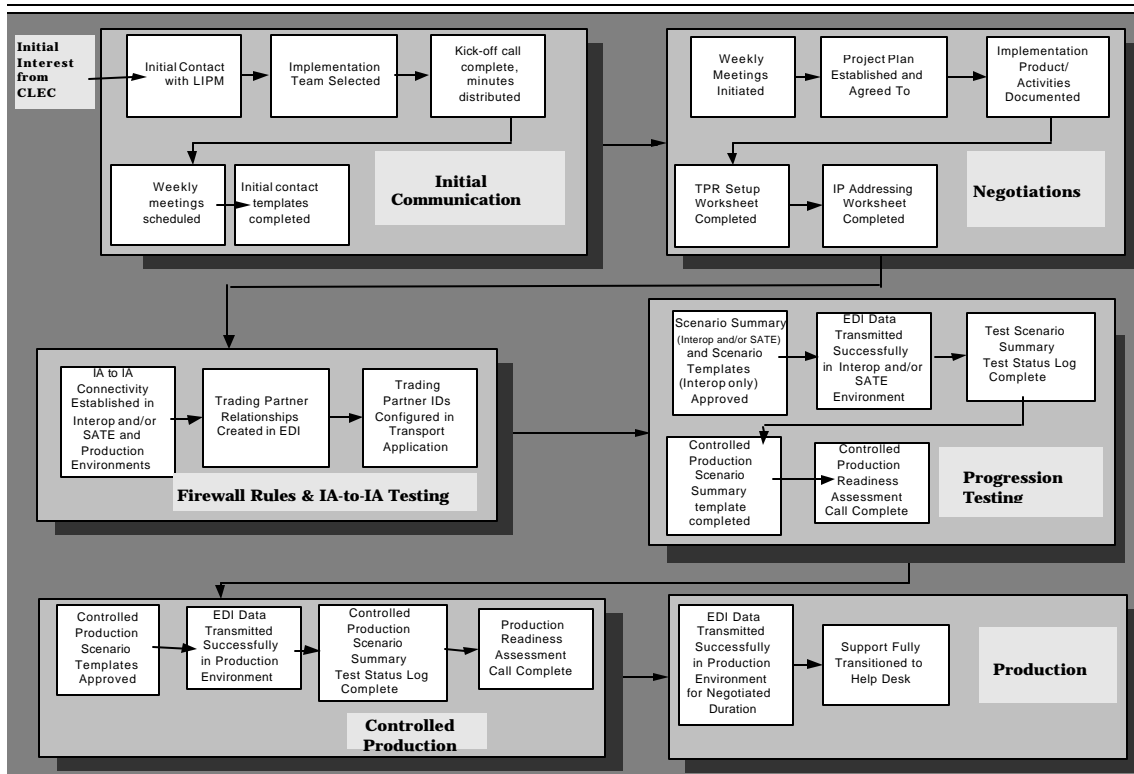 Initial
Interest
from
CLEC
Initial Contact
with LIPM
Implementation
Team Selected
Kick-off call
complete,
minutes
distributed
Weekly
meetings
scheduled
Initial contact
templates
completed
Initial
Communication
Weekly
Meetings
Initiated
Project Plan
Established and
Agreed To
Implementation
Product/
Activities
Documented
TPR Setup
Worksheet
Completed
IP Addressing
Worksheet
Completed
Negotiations
IA to IA
Connectivity
Established in
Interop and/or
SATE and
Production
Environments
Trading Partner
Relationships
Created in EDI
Trading
Partner IDs
Configured in
Transport
Application
Firewall Rules & IA-to-IA Testing
Scenario Summary
(Interop and/or SATE)
and Scenario
Templates
(Interop only)
Approved
EDI Data
Transmitted
Successfully
in Interop and/or
SATE
Environment
Test Scenario
Summary
Test Status Log
Complete
Controlled
Production
Scenario
Summary
template
completed
Controlled
Production
Readiness
Assessment
Call Complete
Progression
Testing
Controlled
Production
Scenario
Templates
Approved
EDI Data
Transmitted
Successfully
in Production
Environment
Controlled
Production
Scenario
Summary
Test Status Log
Complete
Production
Readiness
Assessment
Call Complete
Controlled
Production
EDI Data
Transmitted
Successfully
in Production
Environment
for Negotiated
Duration
Support Fully
Transitioned to
Help Desk
Production